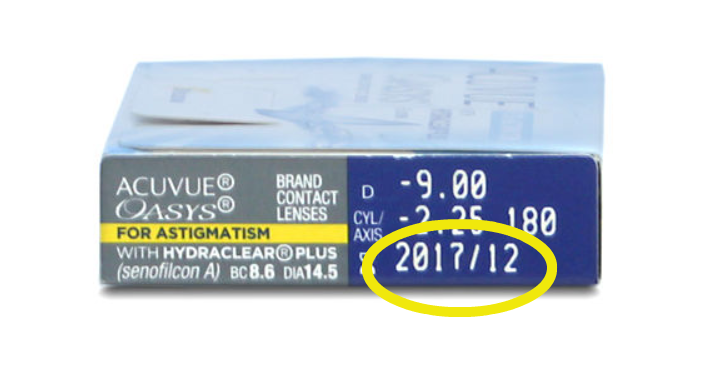 ACUVUE®
OASYS®
BRAND
CONTACT
LENSES
FOR ASTIGMATISM
WITH HYDRACLEAR® PLUS
(senofilcon A) BC 8.6 DIA 14.5
D -9.00
CYL/
AXIS -2.25 180
2017/12